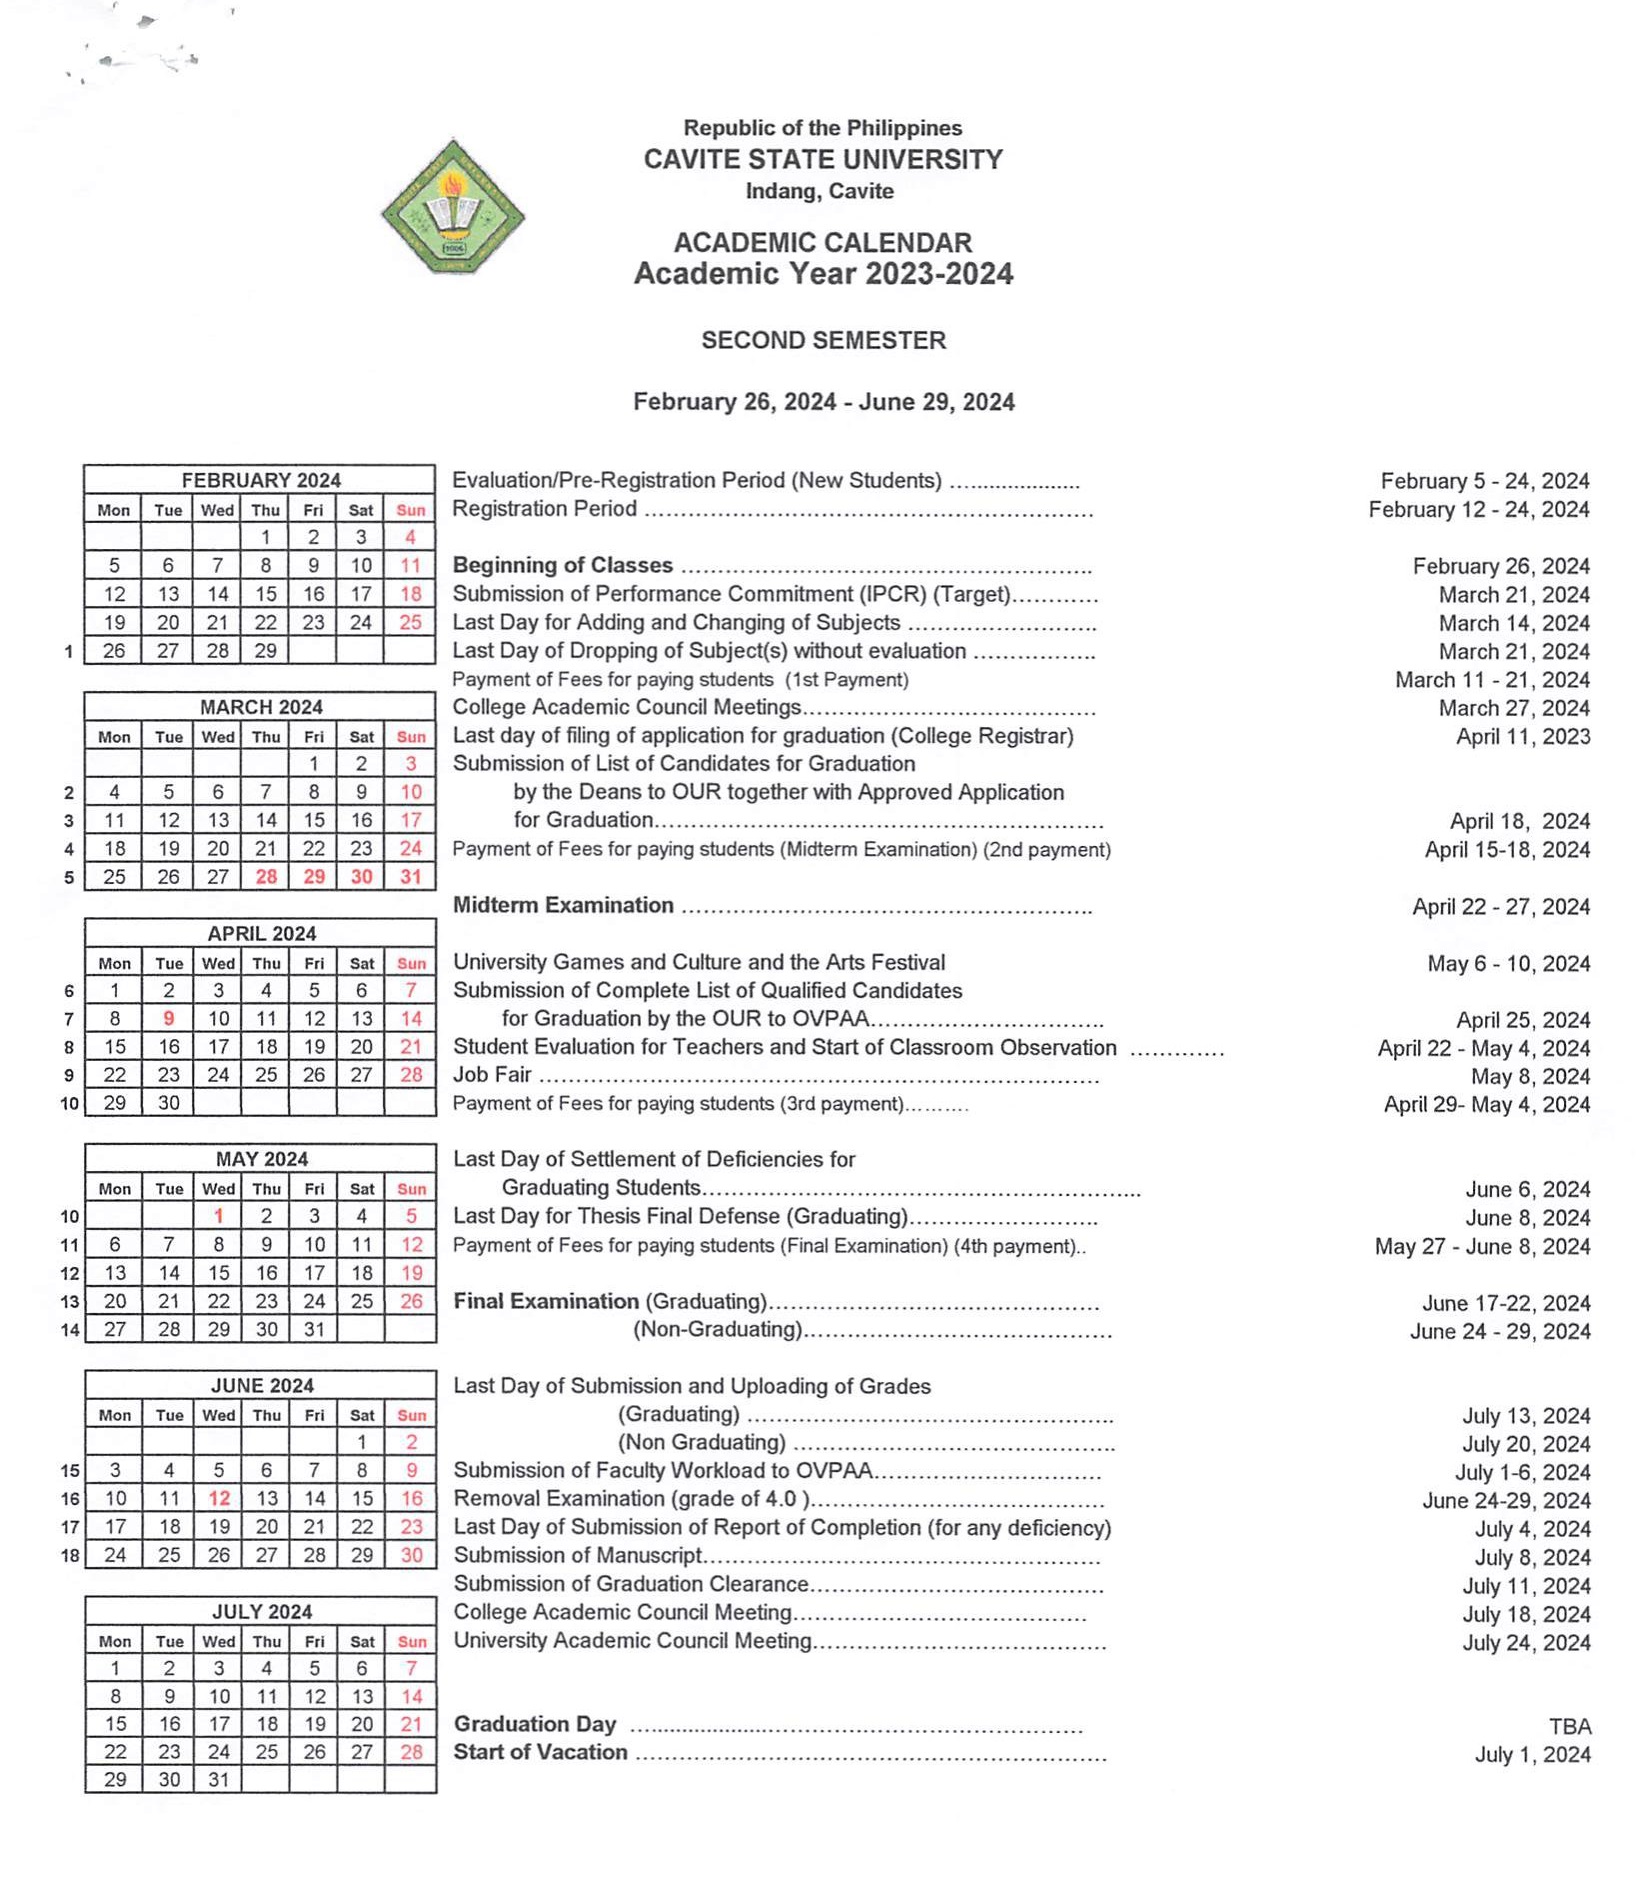 Republic of the Philippines
CAVITE STATE UNIVERSITY
Indang, Cavite
ACADEMIC CALENDAR
Academic Year 2023-2024
SECOND SEMESTER
February 26, 2024 - June 29, 2024
FEBRUARY 2024
Mon Tue Wed Thu Fri Sat Sun
1 2 3 4
5 6 7 8 9 10 11
12 13 14 15 16 17 18
19 20 21 22 23 24 25
1 26 27 28 29
MARCH 2024
Mon Tue Wed Thu Fri Sat Sun
1 2 3
2 4 5 6 7 8 9 10
3 11 12 13 14 15 16 17
4 18 19 20 21 22 23 24
5 25 26 27 28 29 30 31
APRIL 2024
Mon Tue Wed Thu Fri Sat Sun
6 1 2 3 4 5 6 7
7 8 9 10 11 12 13 14
8 15 16 17 18 19 20 21
9 22 23 24 25 26 27 28
10 29 30
MAY 2024
Mon Tue Wed Thu Fri Sat Sun
10 1 2 3 4 5
11 6 7 8 9 10 11 12
12 13 14 15 16 17 18 19
13 20 21 22 23 24 25 26
14 27 28 29 30 31
JUNE 2024
Mon Tue Wed Thu Fri Sat Sun
1 2
15 3 4 5 6 7 8 9
16 10 11 12 13 14 15 16
17 17 18 19 20 21 22 23
18 24 25 26 27 28 29 30
JULY 2024
Mon Tue Wed Thu Fri Sat Sun
1 2 3 4 5 6 7
8 9 10 11 12 13 14
15 16 17 18 19 20 21
22 23 24 25 26 27 28
29 30 31
Evaluation/Pre-Registration Period (New Students) ..................... February 5 - 24, 2024
Registration Period ..................... February 12 - 24, 2024
Beginning of Classes ..................... February 26, 2024
Submission of Performance Commitment (IPCR) (Target)............ March 21, 2024
Last Day for Adding and Changing of Subjects ..................... March 14, 2024
Last Day of Dropping of Subject(s) without evaluation ................ March 21, 2024
Payment of Fees for paying students (1st Payment) March 11 - 21, 2024
College Academic Council Meetings..................... March 27, 2024
Last day of filing of application for graduation (College Registrar) April 11, 2023
Submission of List of Candidates for Graduation
by the Deans to OUR together with Approved Application
for Graduation..................... April 18, 2024
Payment of Fees for paying students (Midterm Examination) (2nd payment) April 15-18, 2024
Midterm Examination ..................... April 22 - 27, 2024
University Games and Culture and the Arts Festival May 6 - 10, 2024
Submission of Complete List of Qualified Candidates
for Graduation by the OUR to OVPAA..................... April 25, 2024
Student Evaluation for Teachers and Start of Classroom Observation ............. April 22 - May 4, 2024
Job Fair ..................... May 8, 2024
Payment of Fees for paying students (3rd payment).......... April 29- May 4, 2024
Last Day of Settlement of Deficiencies for
Graduating Students..................... June 6, 2024
Last Day for Thesis Final Defense (Graduating)..................... June 8, 2024
Payment of Fees for paying students (Final Examination) (4th payment).. May 27 - June 8, 2024
Final Examination (Graduating)..................... June 17-22, 2024
(Non-Graduating)..................... June 24 - 29, 2024
Last Day of Submission and Uploading of Grades
(Graduating) ..................... July 13, 2024
(Non Graduating) ..................... July 20, 2024
Submission of Faculty Workload to OVPAA..................... July 1-6, 2024
Removal Examination (grade of 4.0 )..................... June 24-29, 2024
Last Day of Submission of Report of Completion (for any deficiency) July 4, 2024
Submission of Manuscript..................... July 8, 2024
Submission of Graduation Clearance..................... July 11, 2024
College Academic Council Meeting..................... July 18, 2024
University Academic Council Meeting..................... July 24, 2024
Graduation Day ..................... TBA
Start of Vacation ..................... July 1, 2024